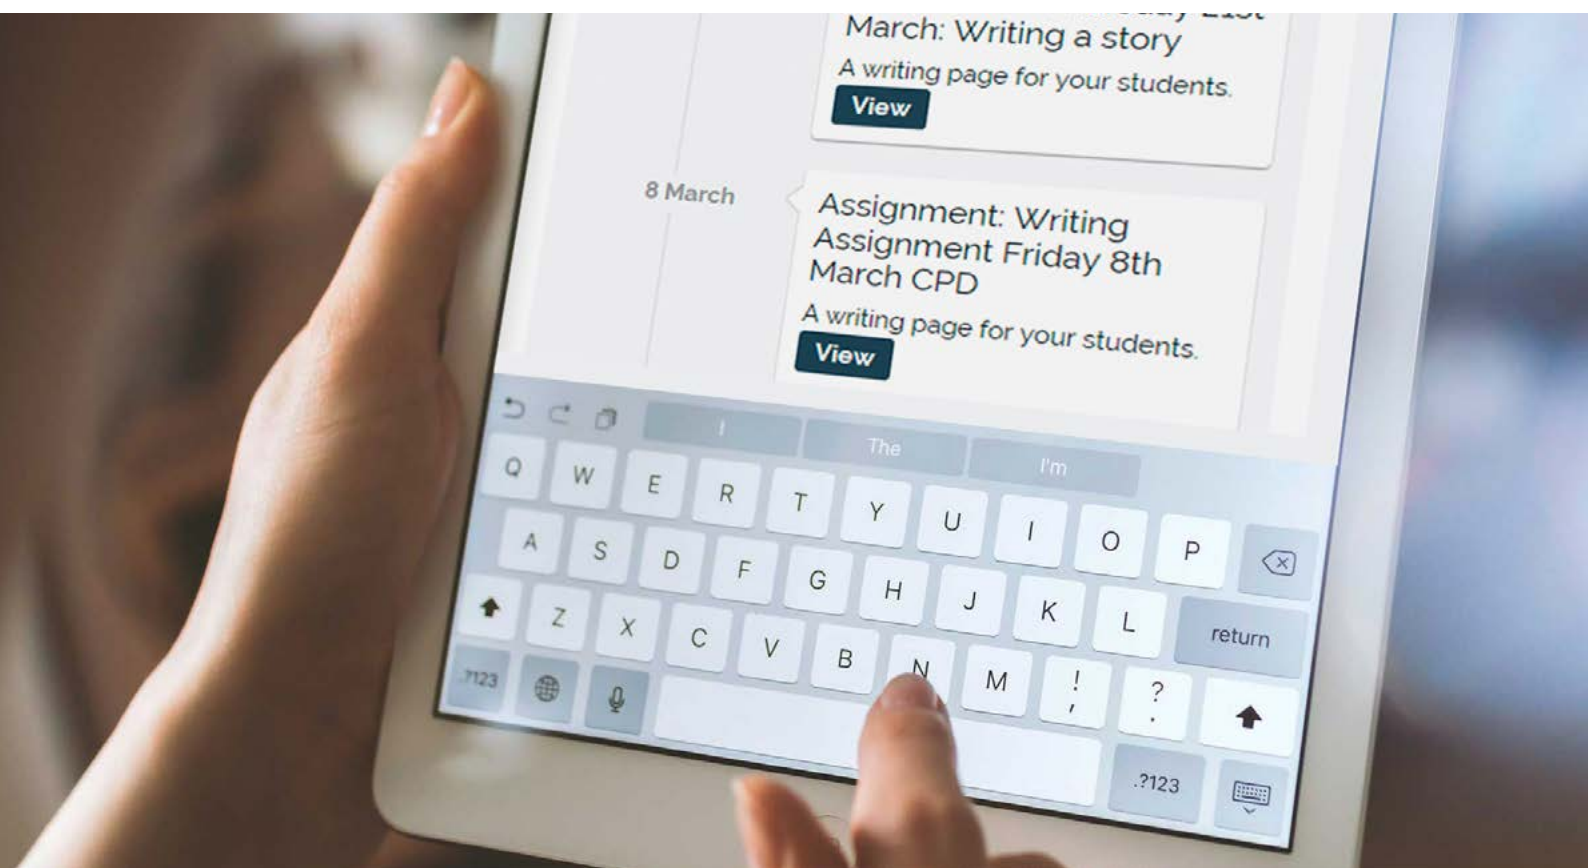 21st
March: Writing a story
A writing page for your students.
View
8 March
Assignment: Writing
Assignment Friday 8th
March CPD
A writing page for your students.
View
I
The
I'm
Q W E R T Y U I O P
A S D F G H J K L return
Z X C V B N M ! , ? .
.?123
.?123